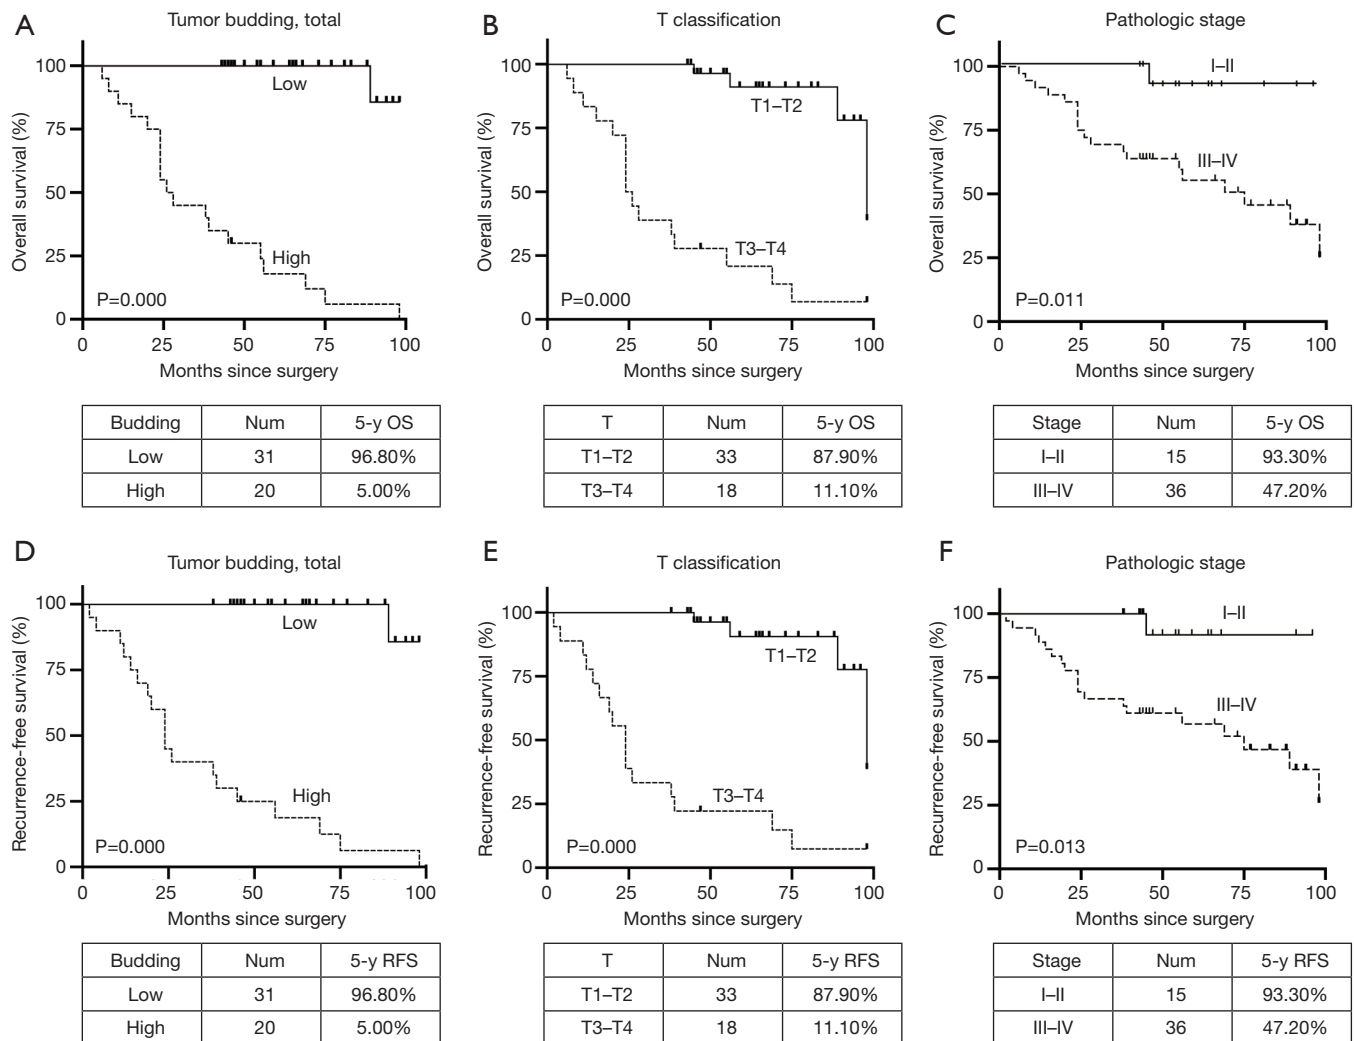 A
Tumor budding, total
Overall survival (%)
100
75
50
25
0
Low
High
P=0.000
0 25 50 75 100
Months since surgery
Budding Num 5-y OS
Low 31 96.80%
High 20 5.00%
B
T classification
Overall survival (%)
100
75
50
25
0
T1–T2
T3–T4
P=0.000
0 25 50 75 100
Months since surgery
T Num 5-y OS
T1–T2 33 87.90%
T3–T4 18 11.10%
C
Pathologic stage
Overall survival (%)
100
75
50
25
0
I–II
III–IV
P=0.011
0 25 50 75 100
Months since surgery
Stage Num 5-y OS
I–II 15 93.30%
III–IV 36 47.20%
D
Tumor budding, total
Recurrence-free survival (%)
100
75
50
25
0
Low
High
P=0.000
0 25 50 75 100
Months since surgery
Budding Num 5-y RFS
Low 31 96.80%
High 20 5.00%
E
T classification
Recurrence-free survival (%)
100
75
50
25
0
T1–T2
T3–T4
P=0.000
0 25 50 75 100
Months since surgery
T Num 5-y RFS
T1–T2 33 87.90%
T3–T4 18 11.10%
F
Pathologic stage
Recurrence-free survival (%)
100
75
50
25
0
I–II
III–IV
P=0.013
0 25 50 75 100
Months since surgery
Stage Num 5-y RFS
I–II 15 93.30%
III–IV 36 47.20%